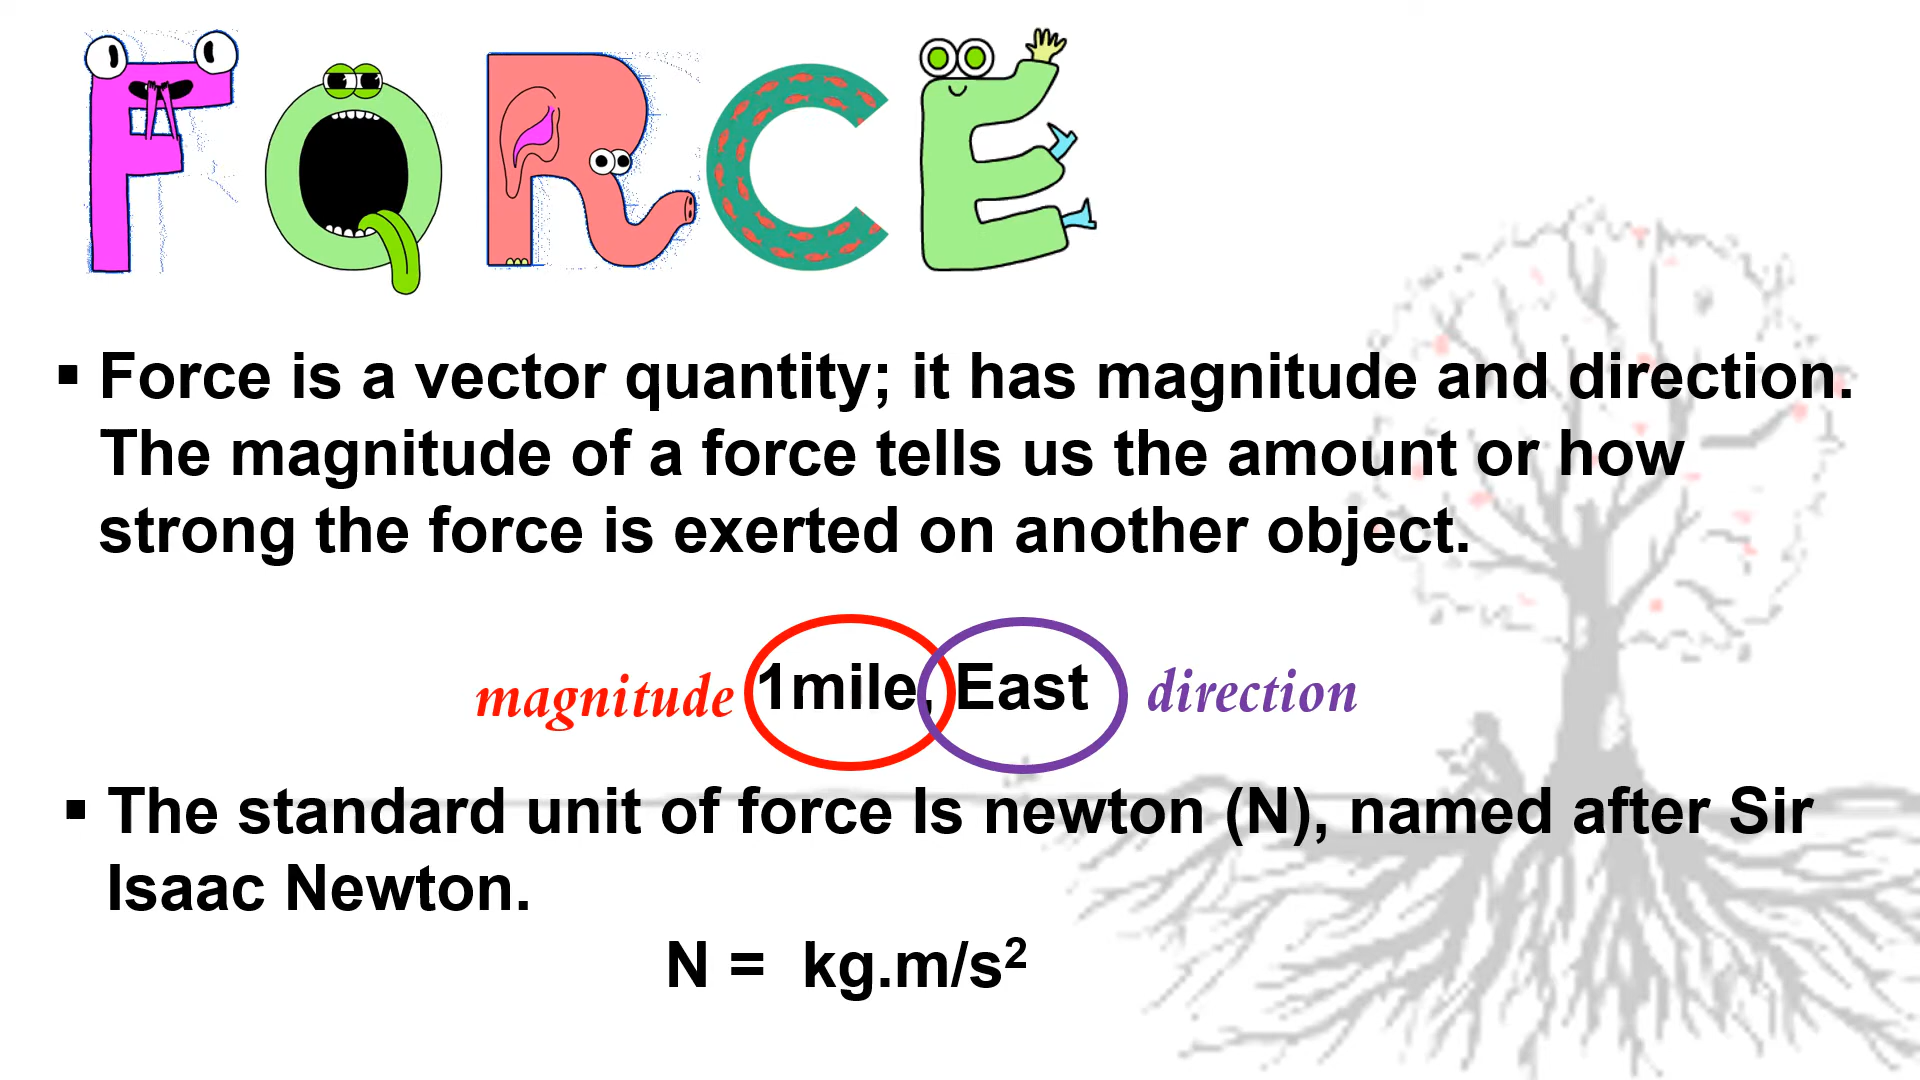 FORCE
▪ Force is a vector quantity; it has magnitude and direction.
The magnitude of a force tells us the amount or how
strong the force is exerted on another object.
magnitude 1mile, East direction
▪ The standard unit of force Is newton (N), named after Sir
Isaac Newton.
N = kg.m/s²